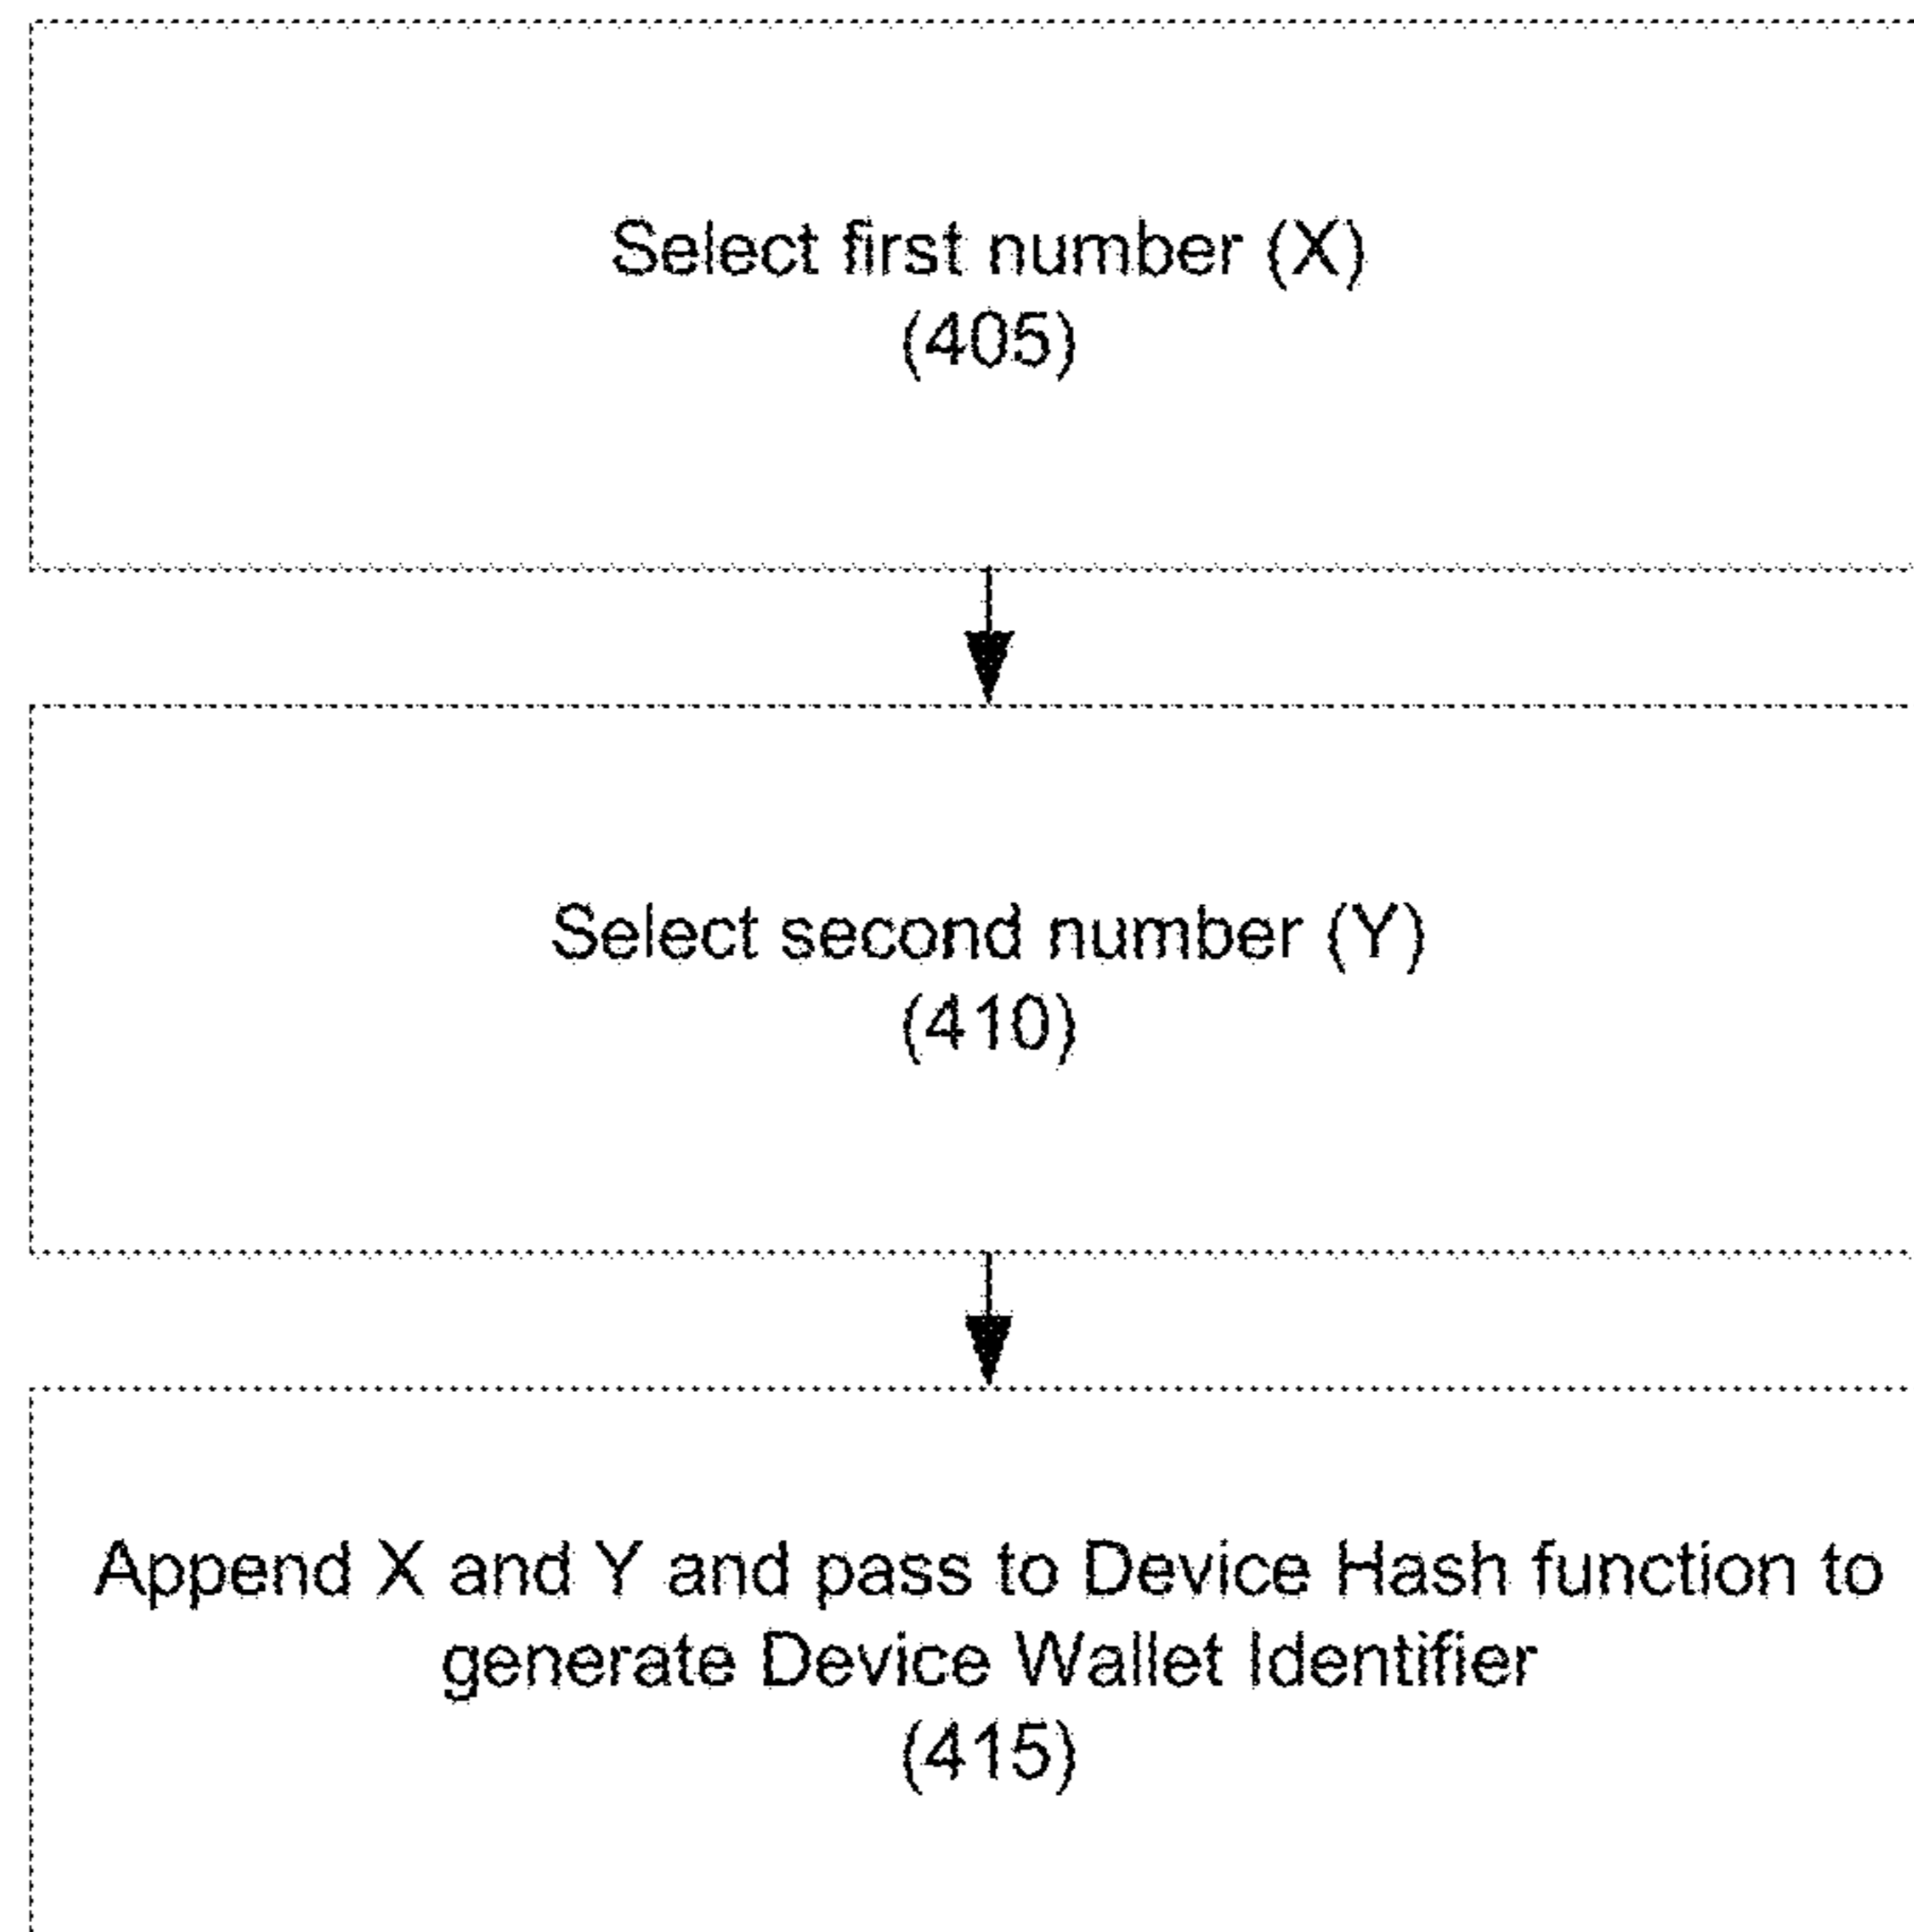 Select first number (X)
(405)
Select second number (Y)
(410)
Append X and Y and pass to Device Hash function to
generate Device Wallet Identifier
(415)